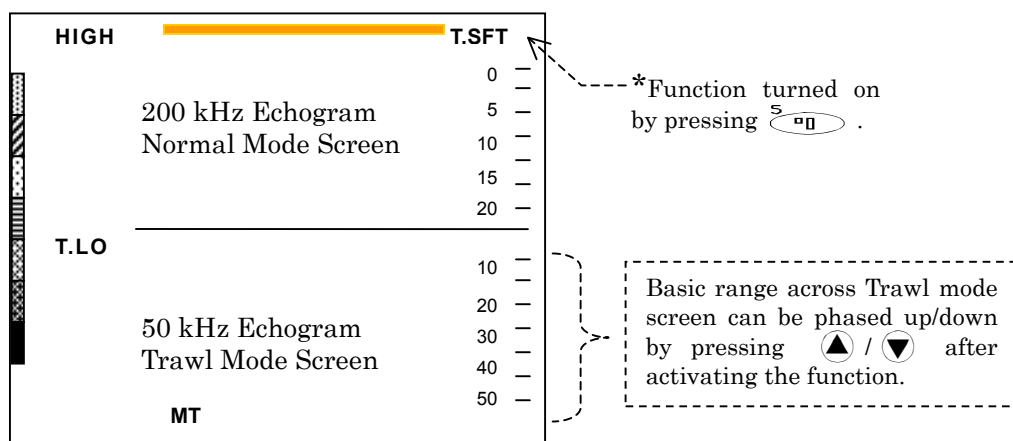 HIGH
T.SFT
0
5
10
15
20
200 kHz Echogram
Normal Mode Screen
*Function turned on
by pressing S .
T.LO
10
20
30
40
50
50 kHz Echogram
Trawl Mode Screen
MT
Basic range across Trawl mode
screen can be phased up/down
by pressing ▲ / ▼ after
activating the function.